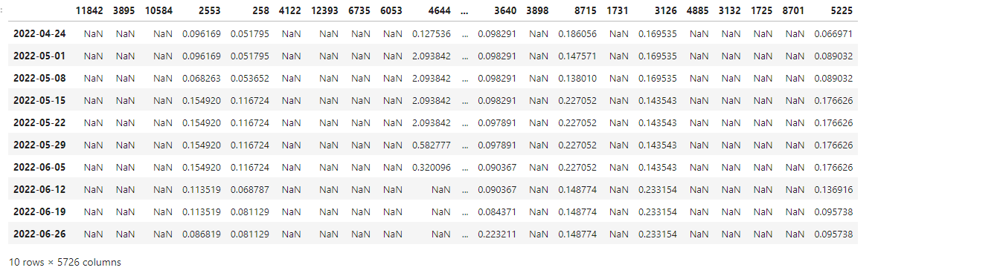 11842 3895 10584 2553 258 4122 12393 6735 6053 4644 ... 3640 3898 8715 1731 3126 4885 3132 1725 8701 5225
2022-04-24 NaN NaN NaN 0.096169 0.051795 NaN NaN NaN NaN 0.127536 ... 0.098291 NaN 0.186056 NaN 0.169535 NaN NaN NaN NaN 0.066971
2022-05-01 NaN NaN NaN 0.096169 0.051795 NaN NaN NaN NaN 2.093842 ... 0.098291 NaN 0.147571 NaN 0.169535 NaN NaN NaN NaN 0.089032
2022-05-08 NaN NaN NaN 0.068263 0.053652 NaN NaN NaN NaN 2.093842 ... 0.098291 NaN 0.138010 NaN 0.169535 NaN NaN NaN NaN 0.089032
2022-05-15 NaN NaN NaN 0.154920 0.116724 NaN NaN NaN NaN 2.093842 ... 0.098291 NaN 0.227052 NaN 0.143543 NaN NaN NaN NaN 0.176626
2022-05-22 NaN NaN NaN 0.154920 0.116724 NaN NaN NaN NaN 2.093842 ... 0.097891 NaN 0.227052 NaN 0.143543 NaN NaN NaN NaN 0.176626
2022-05-29 NaN NaN NaN 0.154920 0.116724 NaN NaN NaN NaN 0.582777 ... 0.097891 NaN 0.227052 NaN 0.143543 NaN NaN NaN NaN 0.176626
2022-06-05 NaN NaN NaN 0.154920 0.116724 NaN NaN NaN NaN 0.320096 ... 0.090367 NaN 0.227052 NaN 0.143543 NaN NaN NaN NaN 0.176626
2022-06-12 NaN NaN NaN 0.113519 0.068787 NaN NaN NaN NaN NaN ... 0.090367 NaN 0.148774 NaN 0.233154 NaN NaN NaN NaN 0.136916
2022-06-19 NaN NaN NaN 0.113519 0.081129 NaN NaN NaN NaN NaN ... 0.084371 NaN 0.148774 NaN 0.233154 NaN NaN NaN NaN 0.095738
2022-06-26 NaN NaN NaN 0.086819 0.081129 NaN NaN NaN NaN NaN ... 0.223211 NaN 0.148774 NaN 0.233154 NaN NaN NaN NaN 0.095738
10 rows × 5726 columns